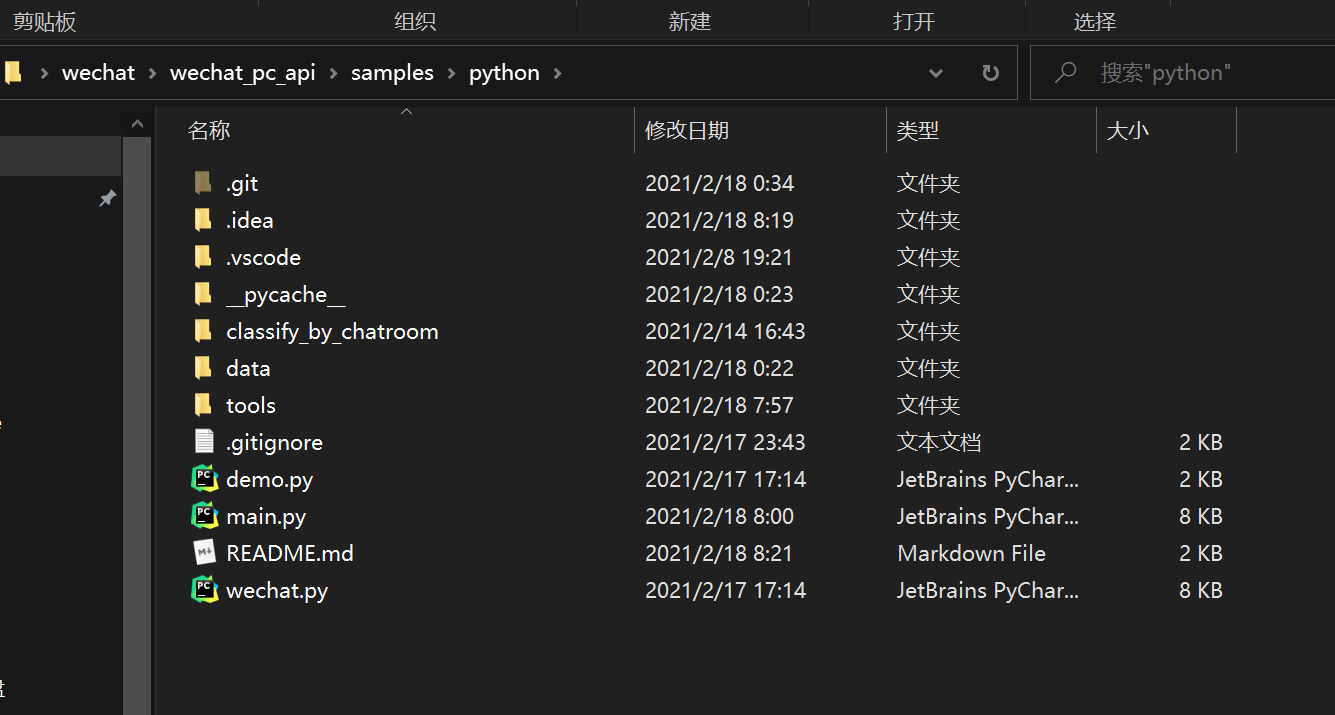 剪贴板 组织 新建 打开 选择
wechat wechat_pc_api samples python 搜索"python"
名称 修改日期 类型 大小
.git 2021/2/18 0:34 文件夹
.idea 2021/2/18 8:19 文件夹
.vscode 2021/2/8 19:21 文件夹
__pycache__ 2021/2/18 0:23 文件夹
classify_by_chatroom 2021/2/14 16:43 文件夹
data 2021/2/18 0:22 文件夹
tools 2021/2/18 7:57 文件夹
.gitignore 2021/2/17 23:43 文本文档 2 KB
demo.py 2021/2/17 17:14 JetBrains PyChar... 2 KB
main.py 2021/2/18 8:00 JetBrains PyChar... 8 KB
README.md 2021/2/18 8:21 Markdown File 2 KB
wechat.py 2021/2/17 17:14 JetBrains PyChar... 8 KB